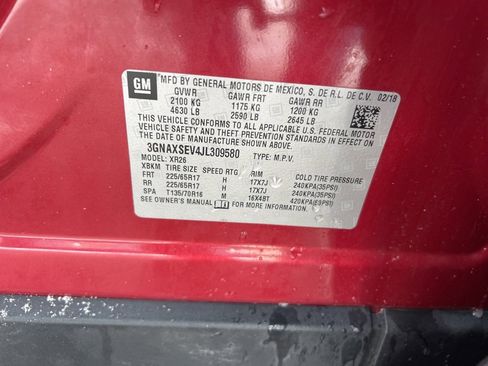 GM *MFD BY GENERAL MOTORS DE MEXICO, S. DE R.L. DE C.V. 02/18
GVWR GAWR FRT GAWR RR
2100 KG 1175 KG 1200 KG
4630 LB 2590 LB 2645 LB
THIS VEHICLE CONFORMS TO ALL APPLICABLE U.S. FEDERAL MOTOR VEHICLE
SAFETY, BUMPER, AND THEFT PREVENTION STANDARDS IN EFFECT ON THE
DATE OF MANUFACTURE SHOWN ABOVE.
3GNAXSEV4JL309580 TYPE: M.P.V.
MODEL: XR26
XBKM TIRE SIZE SPEED RTG RIM COLD TIRE PRESSURE
FRT 225/65R17 H 17X7J 240KPA(35PSI)
RR 225/65R17 H 17X7J 240KPA(35PSI)
SPA T135/70R16 M 16X4BT 420KPA(60PSI)
SEE OWNER'S MANUAL FOR MORE INFORMATION.